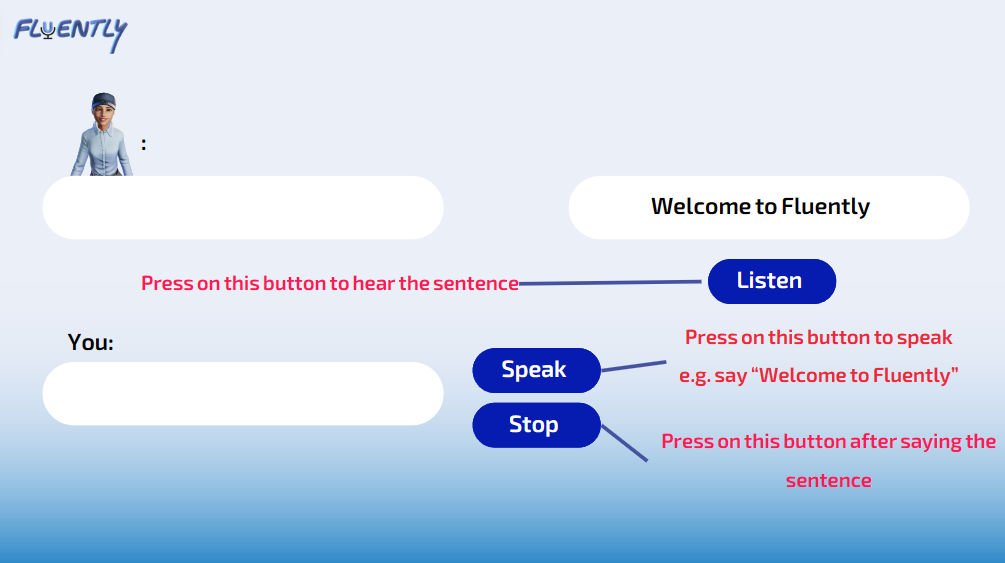 FLUENTLY
:
Welcome to Fluently
Press on this button to hear the sentence
Listen
You:
Speak
Press on this button to speak
e.g. say “Welcome to Fluently”
Stop
Press on this button after saying the
sentence